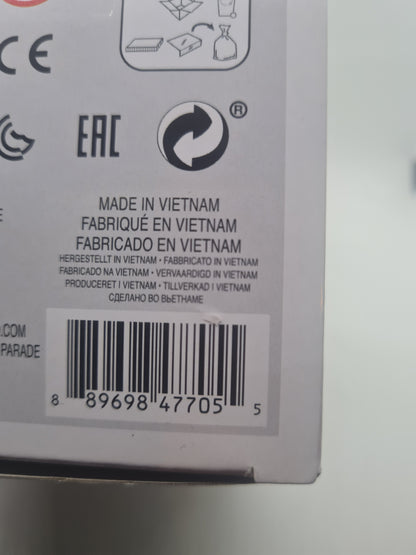 CE
EAC
®
MADE IN VIETNAM
FABRIQUÉ EN VIETNAM
FABRICADO EN VIETNAM
HERGESTELLT IN VIETNAM • FABBRICATO IN VIETNAM
FABRICADO NA VIETNAM • VERVAARDIGD IN VIETNAM
PRODUCERET I VIETNAM • TILLVERKAD I VIETNAM
СДЕЛАНО ВО ВЬЕТНАМЕ
.COM
PARADE
8 89698 47705 5